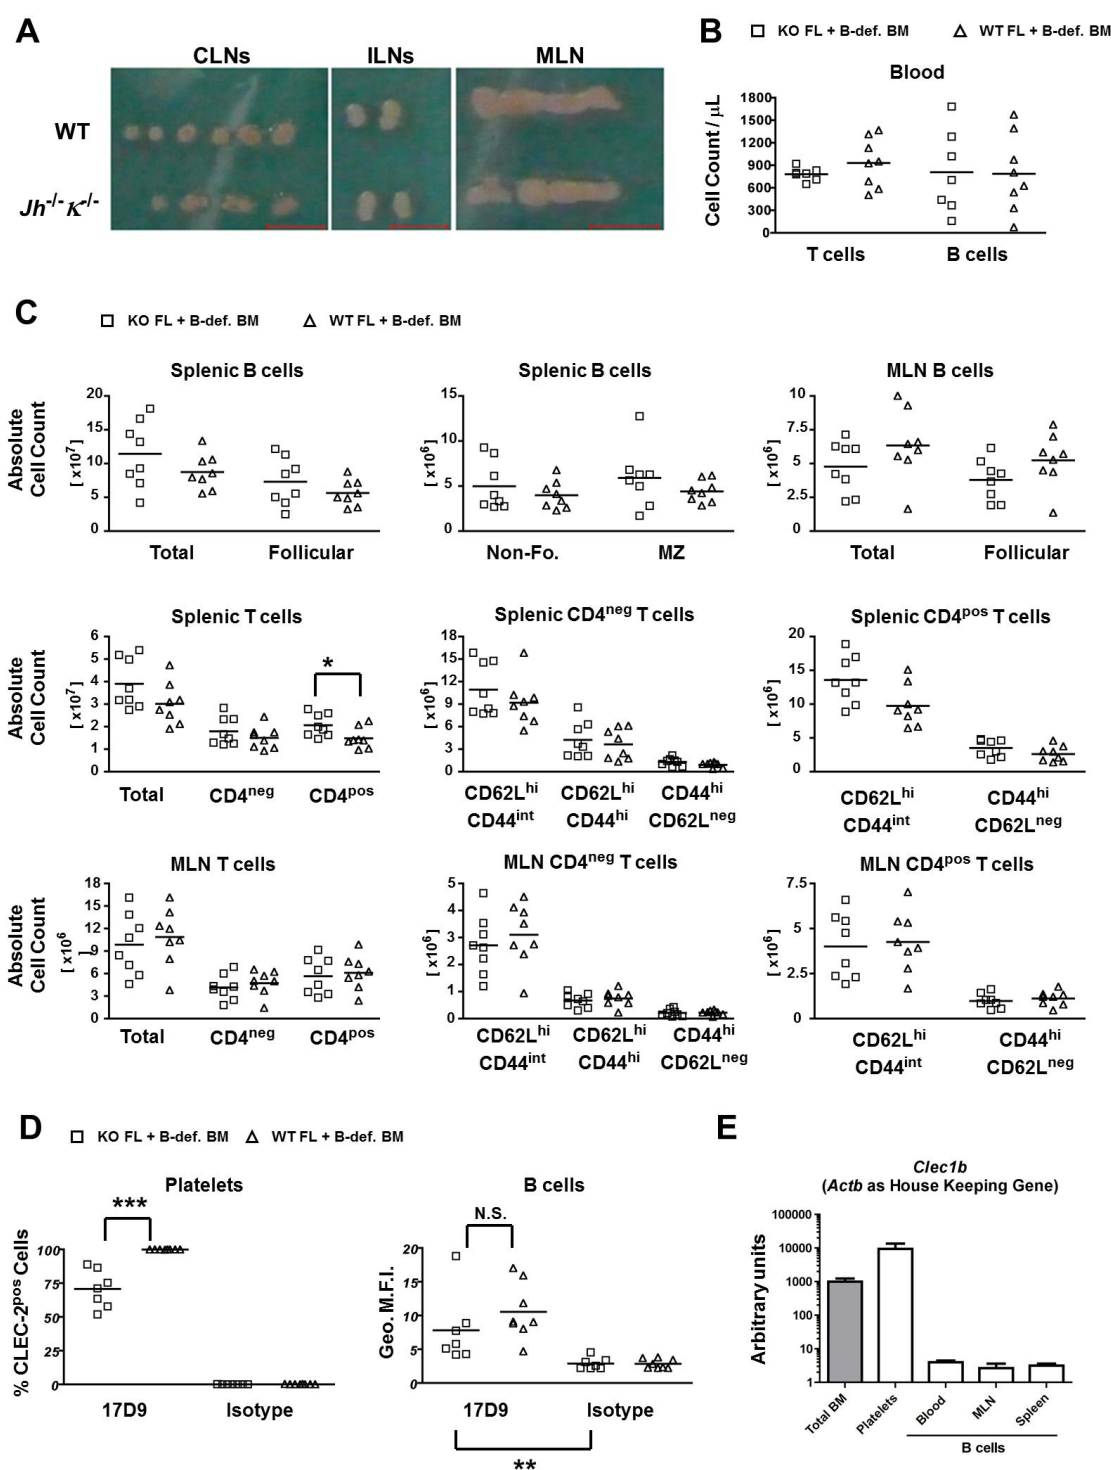 A
CLNs ILNs MLN
WT
Jh-/-κ-/-
B
KO FL + B-def. BM WT FL + B-def. BM
Blood
Cell Count / μL
1800
1500
1200
900
600
300
0
T cells B cells
C
KO FL + B-def. BM WT FL + B-def. BM
Splenic B cells
Absolute
Cell Count
[ x10⁷]
20
15
10
5
0
Total Follicular
Splenic B cells
[ x10⁶]
15
10
5
0
Non-Fo. MZ
MLN B cells
[ x10⁶]
10
7.5
5
2.5
0
Total Follicular
Splenic T cells
Absolute
Cell Count
[ x10⁷]
6
5
4
3
2
1
0
*
Total CD4neg CD4pos
Splenic CD4neg T cells
[ x10⁶]
18
15
12
9
6
3
0
CD62Lhi CD62Lhi CD44hi
CD44int CD44hi CD62Lneg
Splenic CD4pos T cells
[ x10⁶]
20
15
10
5
0
CD62Lhi CD44hi
CD44int CD62Lneg
MLN T cells
Absolute
Cell Count
[ x10⁶
]
18
15
12
9
6
3
0
Total CD4neg CD4pos
MLN CD4neg T cells
[ x10⁶]
5
4
3
2
1
0
CD62Lhi CD62Lhi CD44hi
CD44int CD44hi CD62Lneg
MLN CD4pos T cells
[ x10⁶]
7.5
5
2.5
0
CD62Lhi CD44hi
CD44int CD62Lneg
D
KO FL + B-def. BM WT FL + B-def. BM
Platelets
% CLEC-2pos Cells
***
100
75
50
25
0
17D9 Isotype
B cells
N.S.
Geo. M.F.I.
20
15
10
5
0
17D9 Isotype
**
E
Clec1b
(Actb as House Keeping Gene)
Arbitrary units
100000
10000
1000
100
10
1
Total BM
Platelets
Blood
MLN
Spleen
B cells